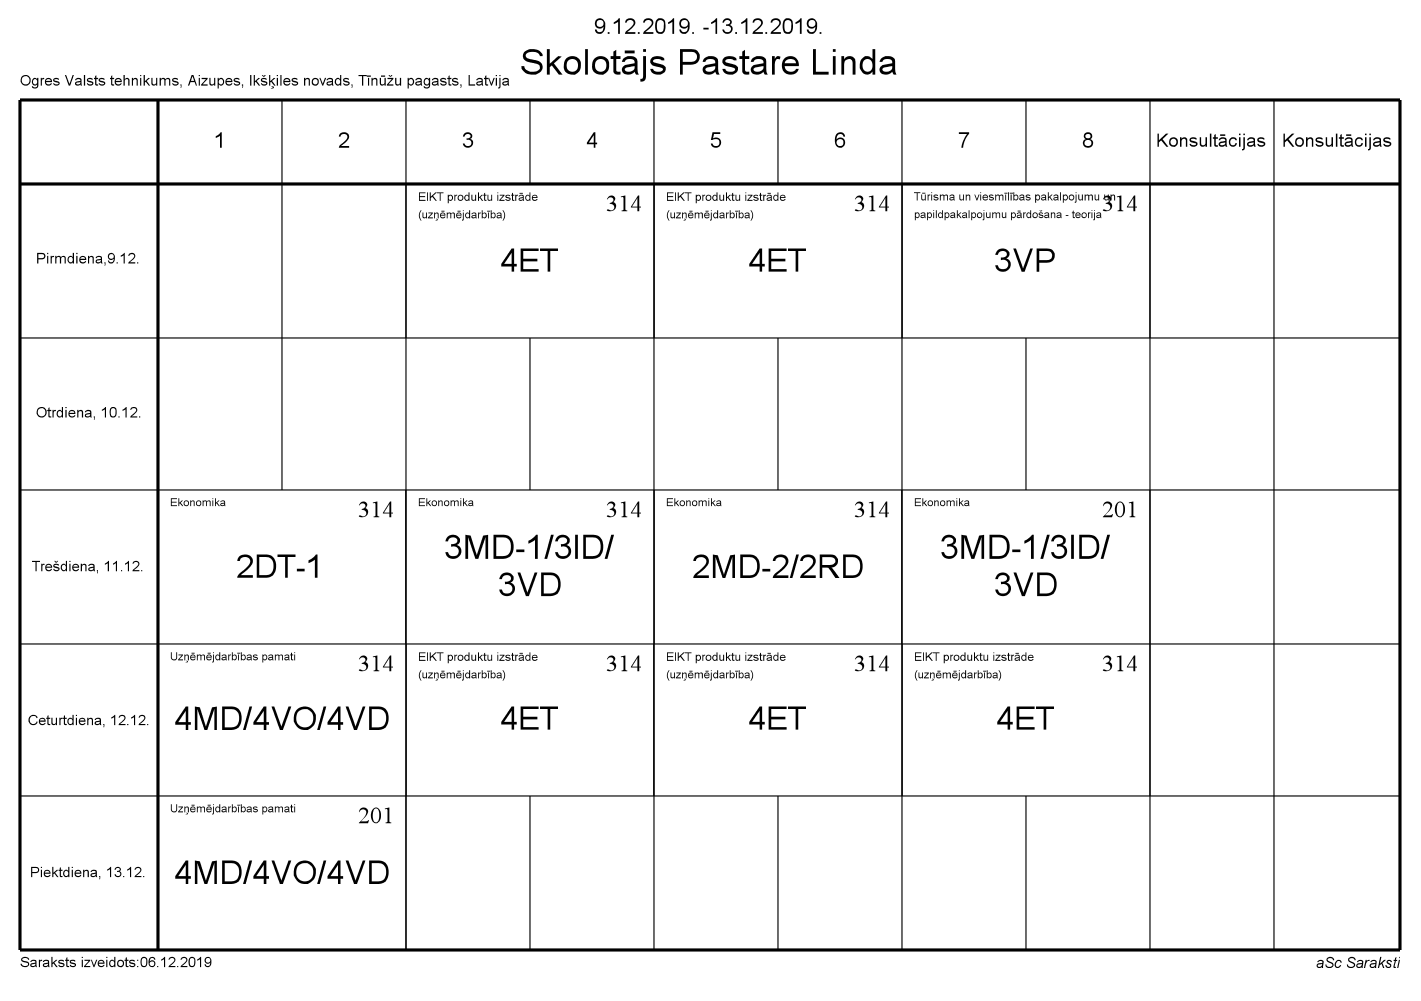 9.12.2019. -13.12.2019.
Skolotājs Pastare Linda
Ogres Valsts tehnikums, Aizupes, Ikšķiles novads, Tīnūžu pagasts, Latvija
1 2 3 4 5 6 7 8 Konsultācijas Konsultācijas
Pirmdiena,9.12.
EIKT produktu izstrāde
(uzņēmējdarbība)
314
4ET
EIKT produktu izstrāde
(uzņēmējdarbība)
314
4ET
Tūrisma un viesmīlības pakalpojumu un
papildpakalpojumu pārdošana - teorija
314
3VP
Otrdiena, 10.12.
Trešdiena, 11.12.
Ekonomika
314
2DT-1
Ekonomika
314
3MD-1/3ID/
3VD
Ekonomika
314
2MD-2/2RD
Ekonomika
201
3MD-1/3ID/
3VD
Ceturtdiena, 12.12.
Uzņēmējdarbības pamati
314
4MD/4VO/4VD
EIKT produktu izstrāde
(uzņēmējdarbība)
314
4ET
EIKT produktu izstrāde
(uzņēmējdarbība)
314
4ET
EIKT produktu izstrāde
(uzņēmējdarbība)
314
4ET
Piektdiena, 13.12.
Uzņēmējdarbības pamati
201
4MD/4VO/4VD
Saraksts izveidots:06.12.2019
aSc Saraksti